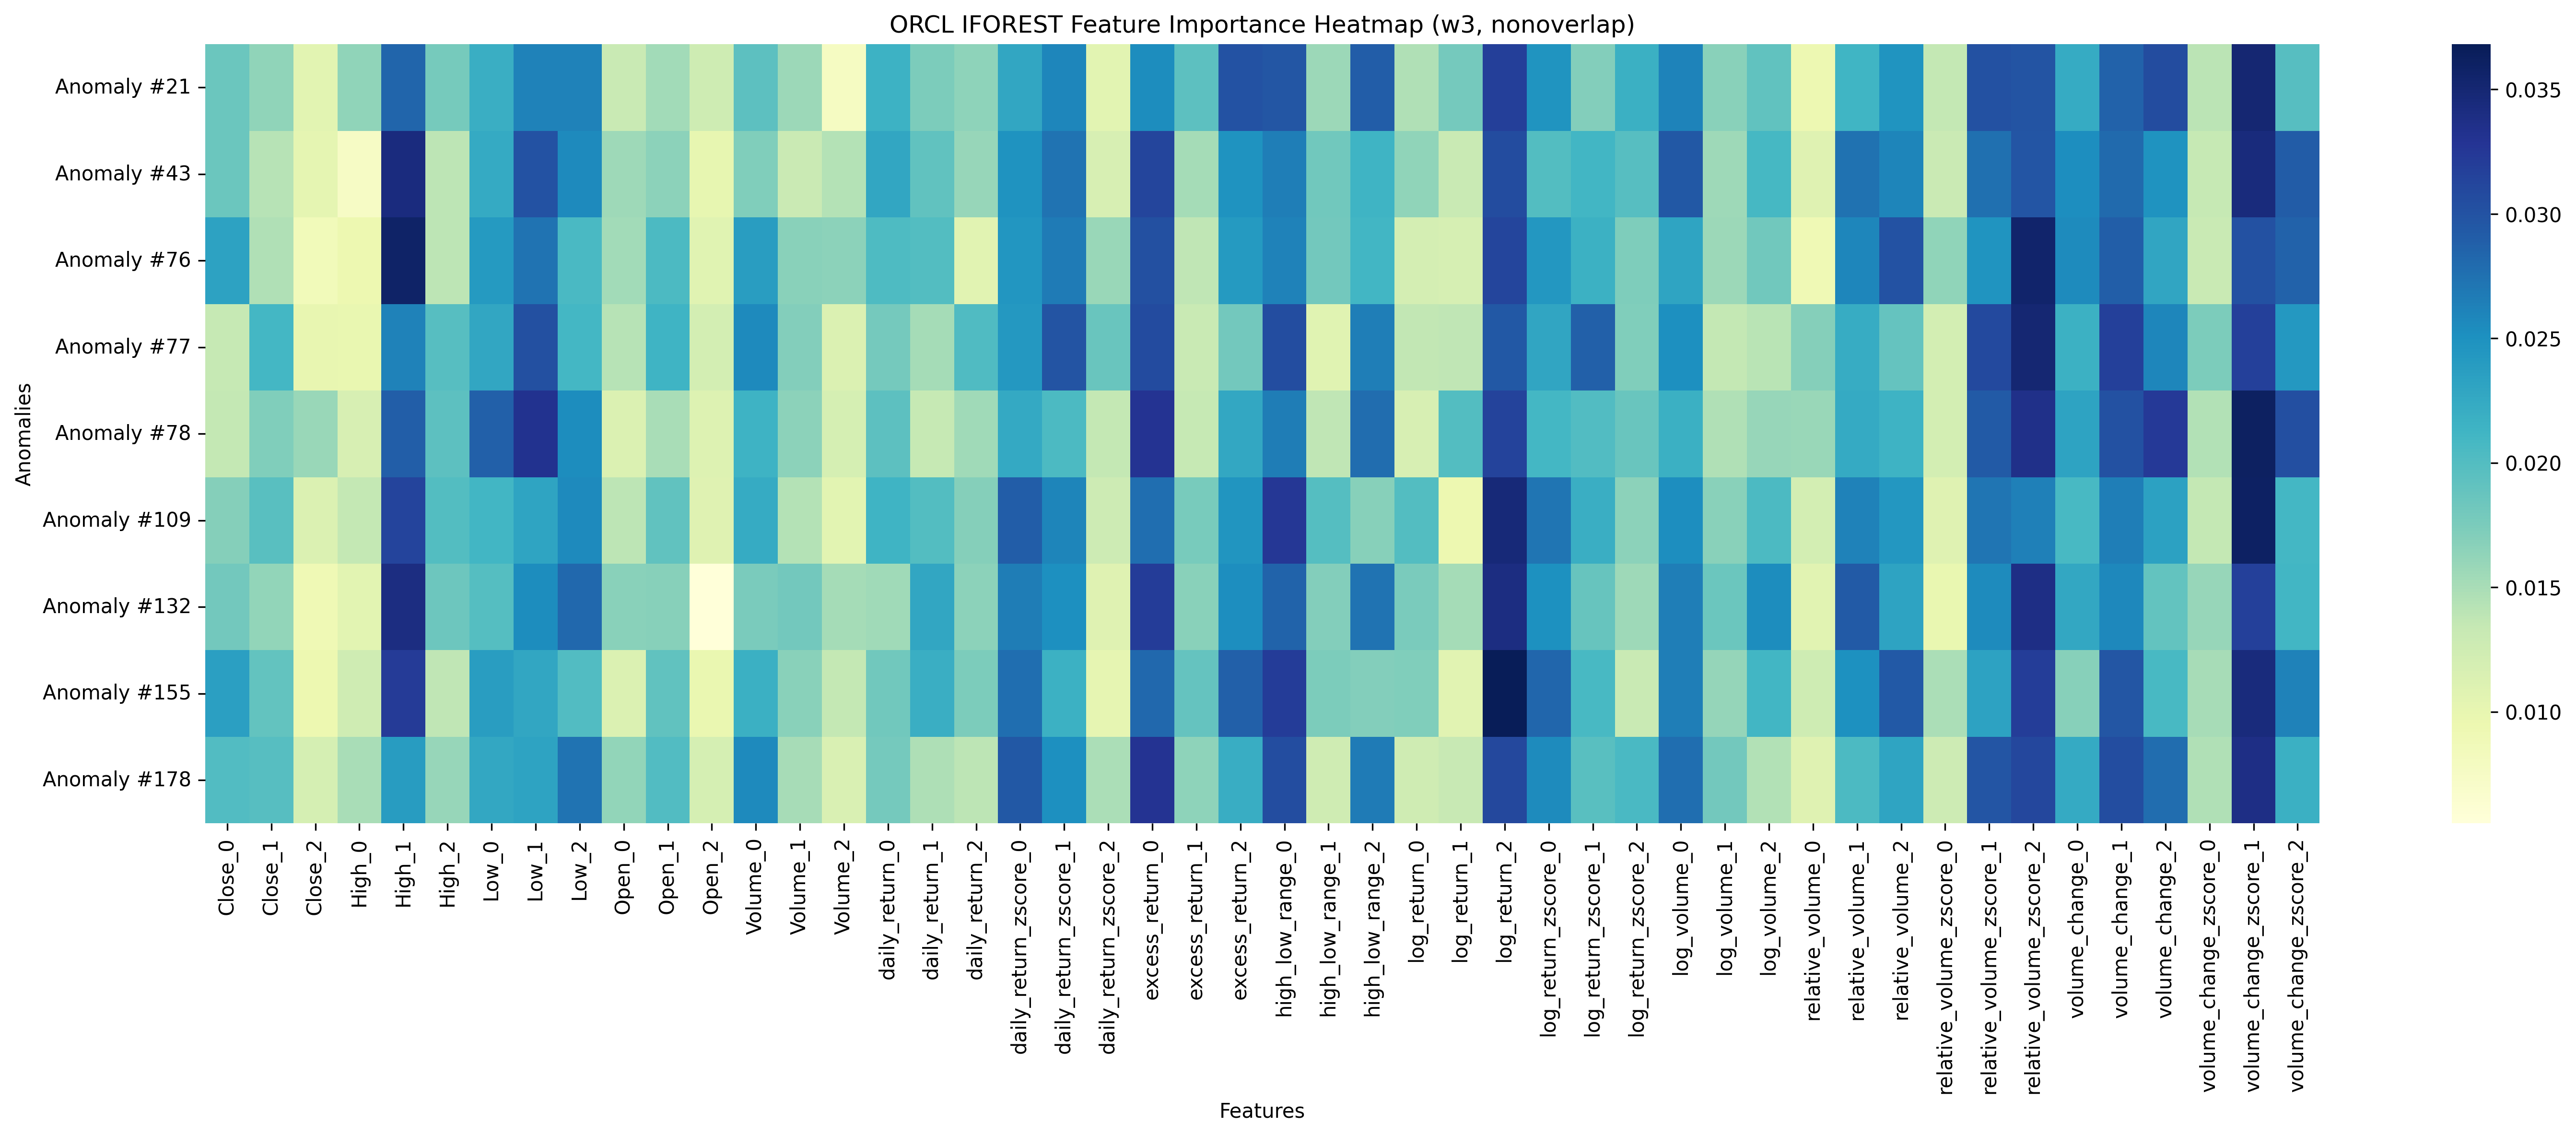 ORCL IFOREST Feature Importance Heatmap (w3, nonoverlap)
Anomalies
Anomaly #21
Anomaly #43
Anomaly #76
Anomaly #77
Anomaly #78
Anomaly #109
Anomaly #132
Anomaly #155
Anomaly #178
0.035
0.030
0.025
0.020
0.015
0.010
Close_0
Close_1
Close_2
High_0
High_1
High_2
Low_0
Low_1
Low_2
Open_0
Open_1
Open_2
Volume_0
Volume_1
Volume_2
daily_return_0
daily_return_1
daily_return_2
daily_return_zscore_0
daily_return_zscore_1
daily_return_zscore_2
excess_return_0
excess_return_1
excess_return_2
high_low_range_0
high_low_range_1
high_low_range_2
log_return_0
log_return_1
log_return_2
log_return_zscore_0
log_return_zscore_1
log_return_zscore_2
log_volume_0
log_volume_1
log_volume_2
relative_volume_0
relative_volume_1
relative_volume_2
relative_volume_zscore_0
relative_volume_zscore_1
relative_volume_zscore_2
volume_change_0
volume_change_1
volume_change_2
volume_change_zscore_0
volume_change_zscore_1
volume_change_zscore_2
Features